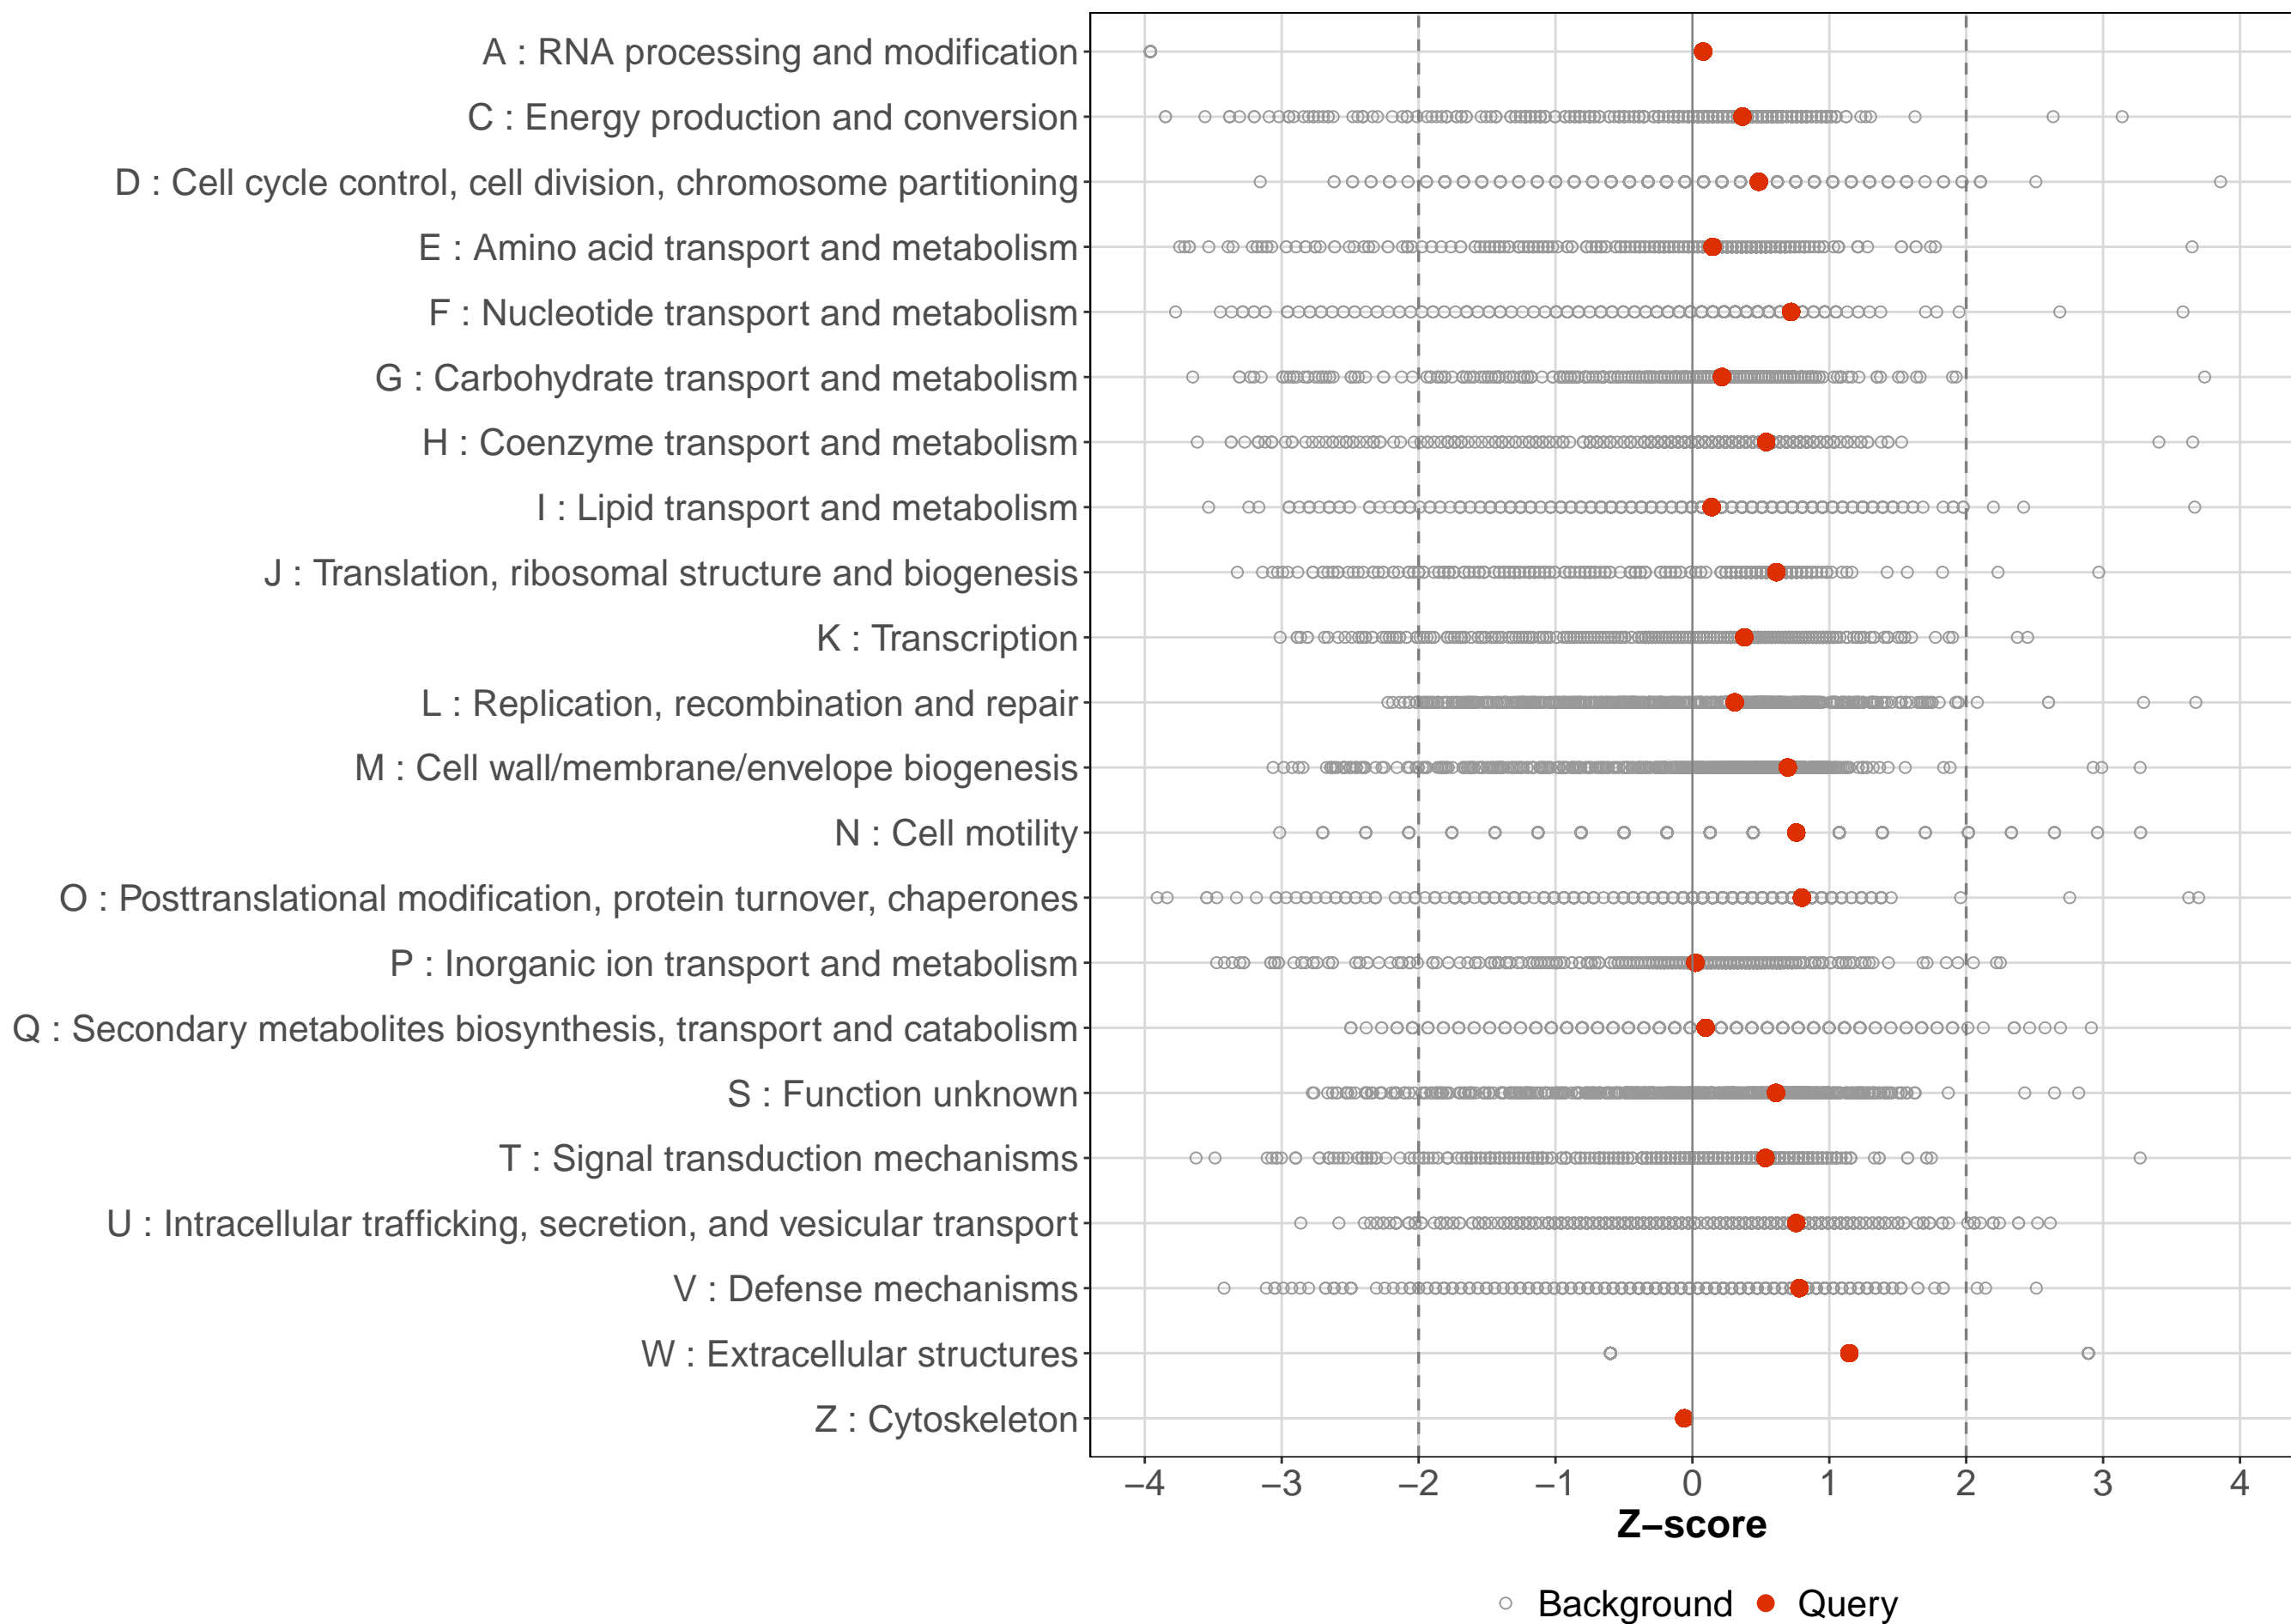 A : RNA processing and modification
C : Energy production and conversion
D : Cell cycle control, cell division, chromosome partitioning
E : Amino acid transport and metabolism
F : Nucleotide transport and metabolism
G : Carbohydrate transport and metabolism
H : Coenzyme transport and metabolism
I : Lipid transport and metabolism
J : Translation, ribosomal structure and biogenesis
K : Transcription
L : Replication, recombination and repair
M : Cell wall/membrane/envelope biogenesis
N : Cell motility
O : Posttranslational modification, protein turnover, chaperones
P : Inorganic ion transport and metabolism
Q : Secondary metabolites biosynthesis, transport and catabolism
S : Function unknown
T : Signal transduction mechanisms
U : Intracellular trafficking, secretion, and vesicular transport
V : Defense mechanisms
W : Extracellular structures
Z : Cytoskeleton
−4 −3 −2 −1 0 1 2 3 4
Z−score
Background Query